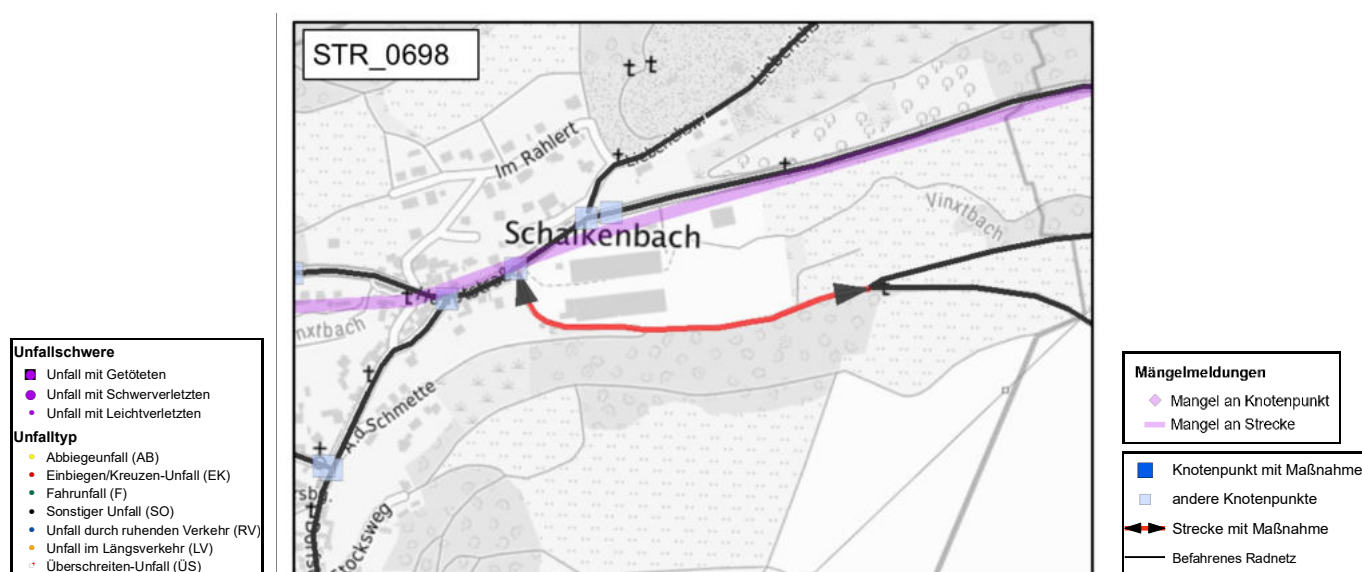 STR_0698
Im Rahlert
Schalkenbach
Vinxtbach
nxtbach
A.d.Schmette
Stocksweg
Unfallschwere
Unfall mit Getöteten
Unfall mit Schwerverletzten
Unfall mit Leichtverletzten
Unfalltyp
Abbiegeunfall (AB)
Einbiegen/Kreuzen-Unfall (EK)
Fahrunfall (F)
Sonstiger Unfall (SO)
Unfall durch ruhenden Verkehr (RV)
Unfall im Längsverkehr (LV)
Überschreiten-Unfall (ÜS)
Mängelmeldungen
Mangel an Knotenpunkt
Mangel an Strecke
Knotenpunkt mit Maßnahme
andere Knotenpunkte
Strecke mit Maßnahme
Befahrenes Radnetz